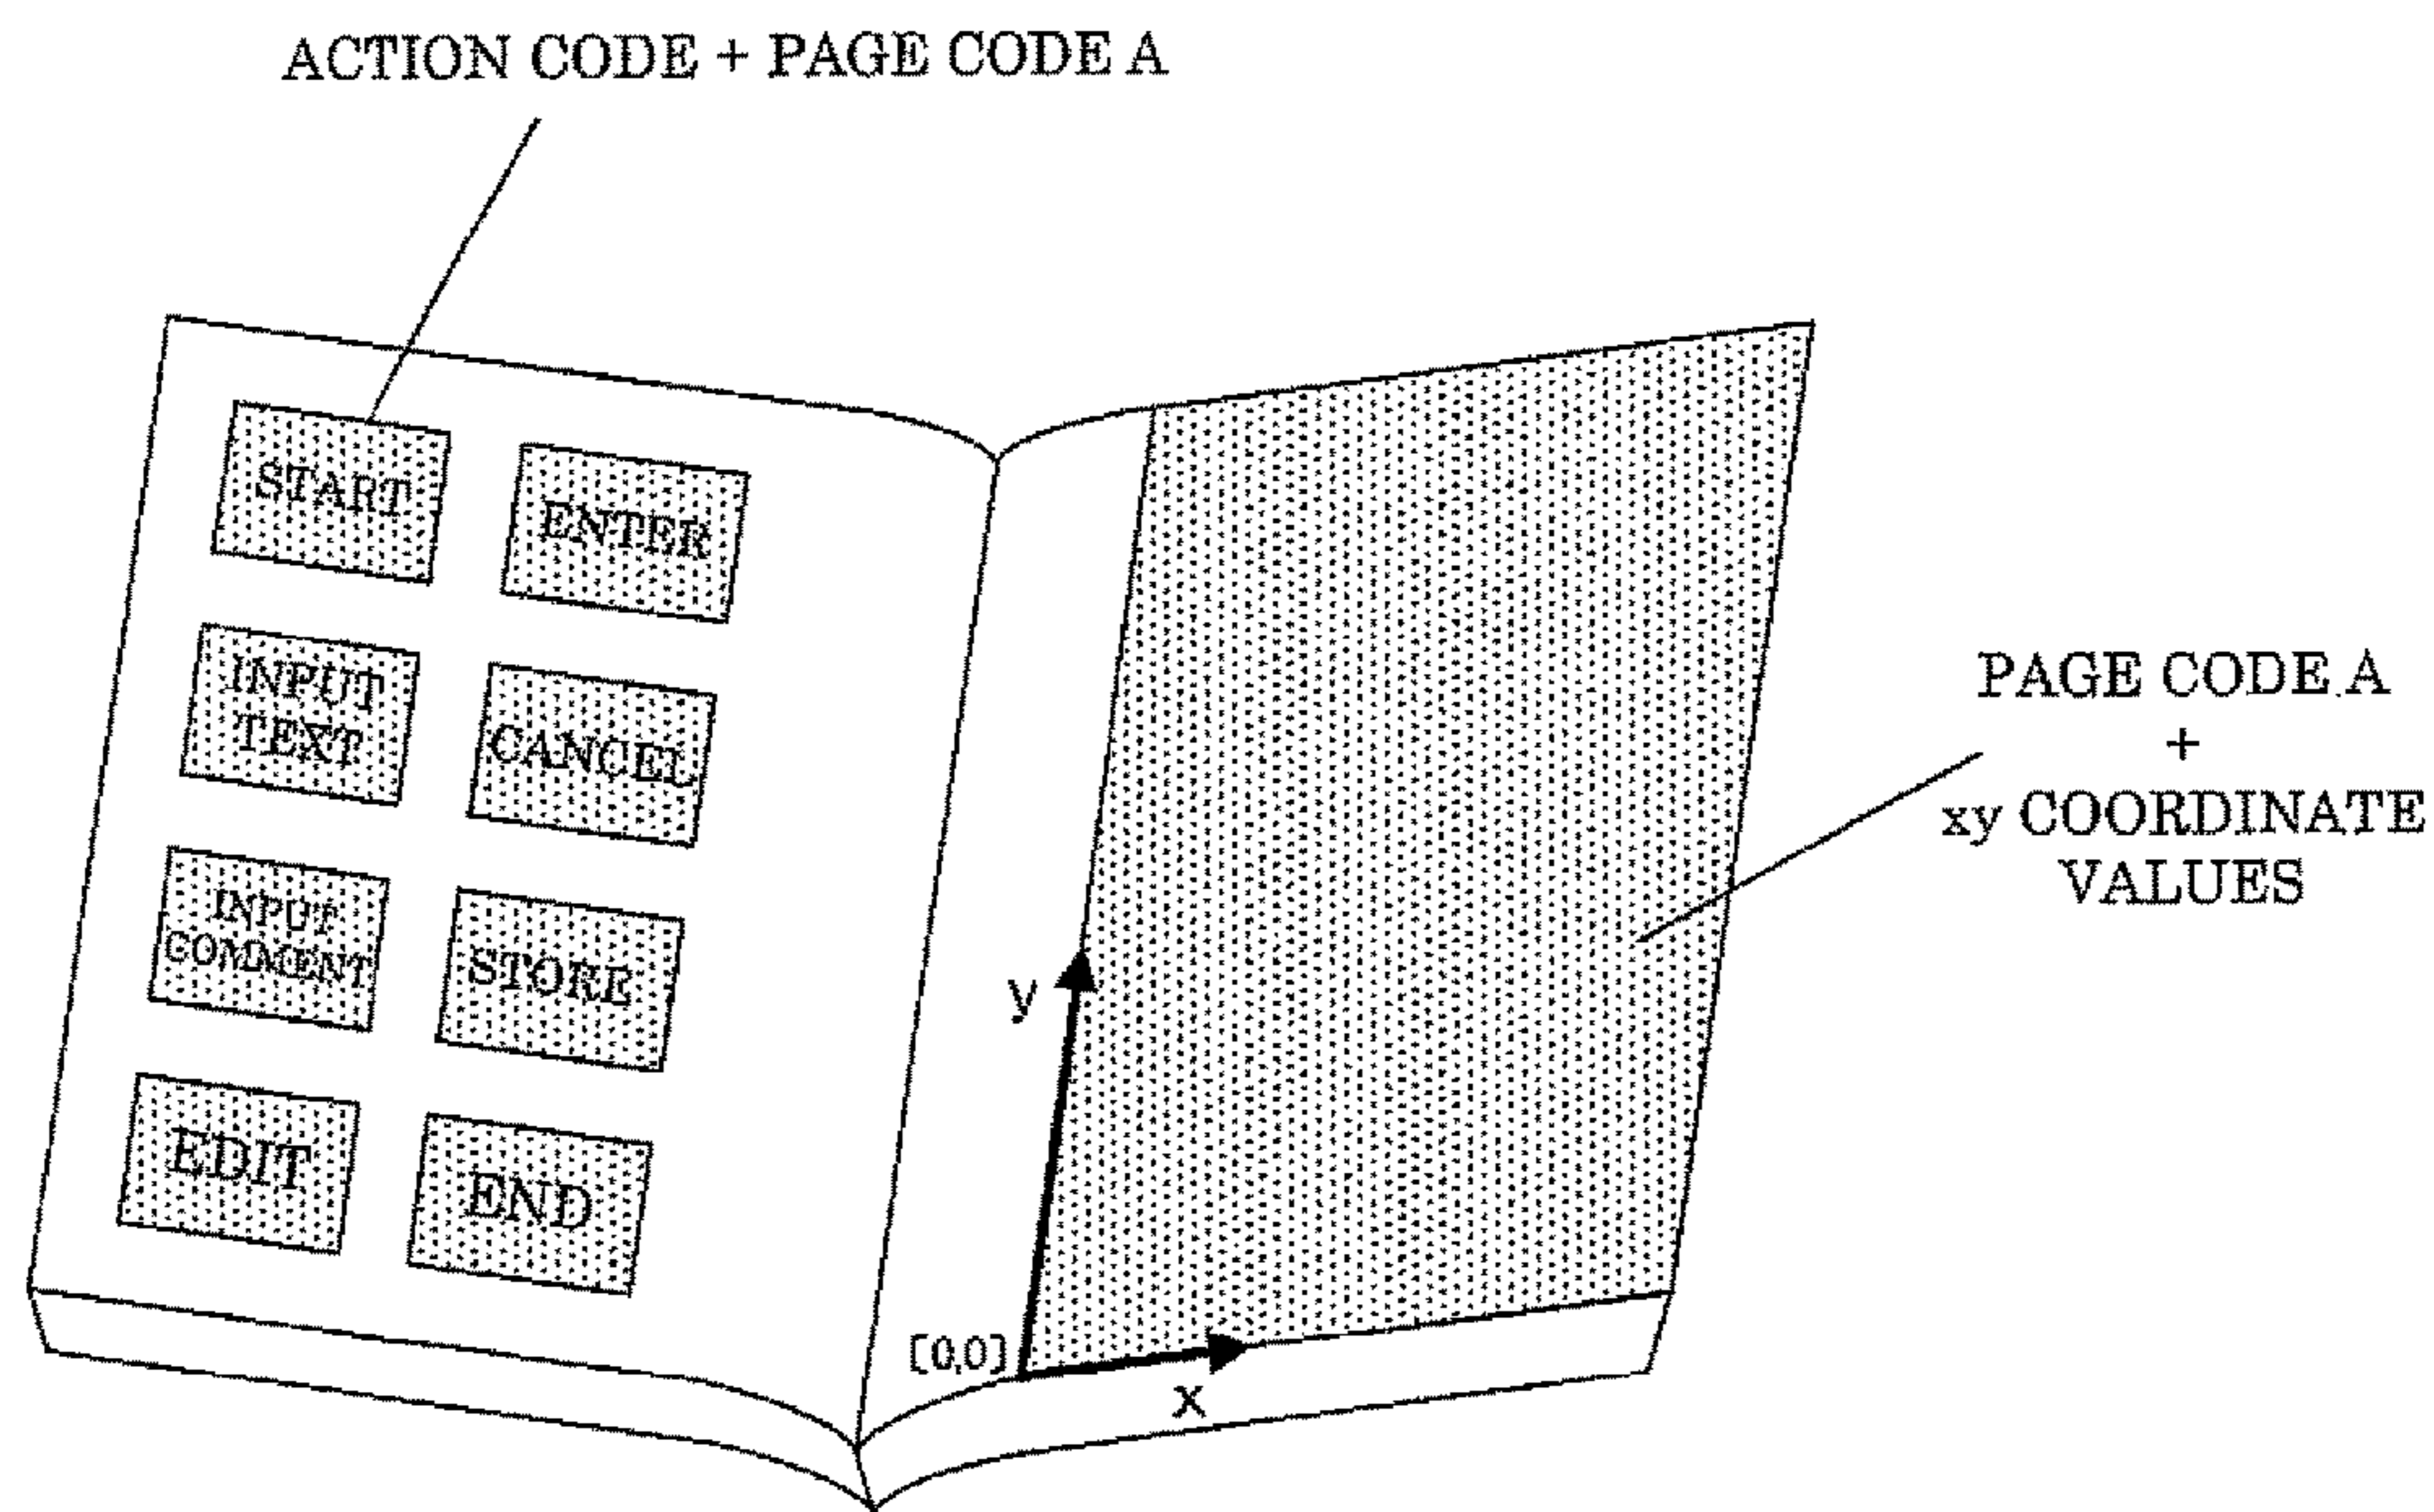 ACTION CODE + PAGE CODE A
START
ENTER
INPUT
TEXT
CANCEL
INPUT
COMMENT
STORE
EDIT
END
y
[0,0]
x
PAGE CODE A
+
xy COORDINATE
VALUES